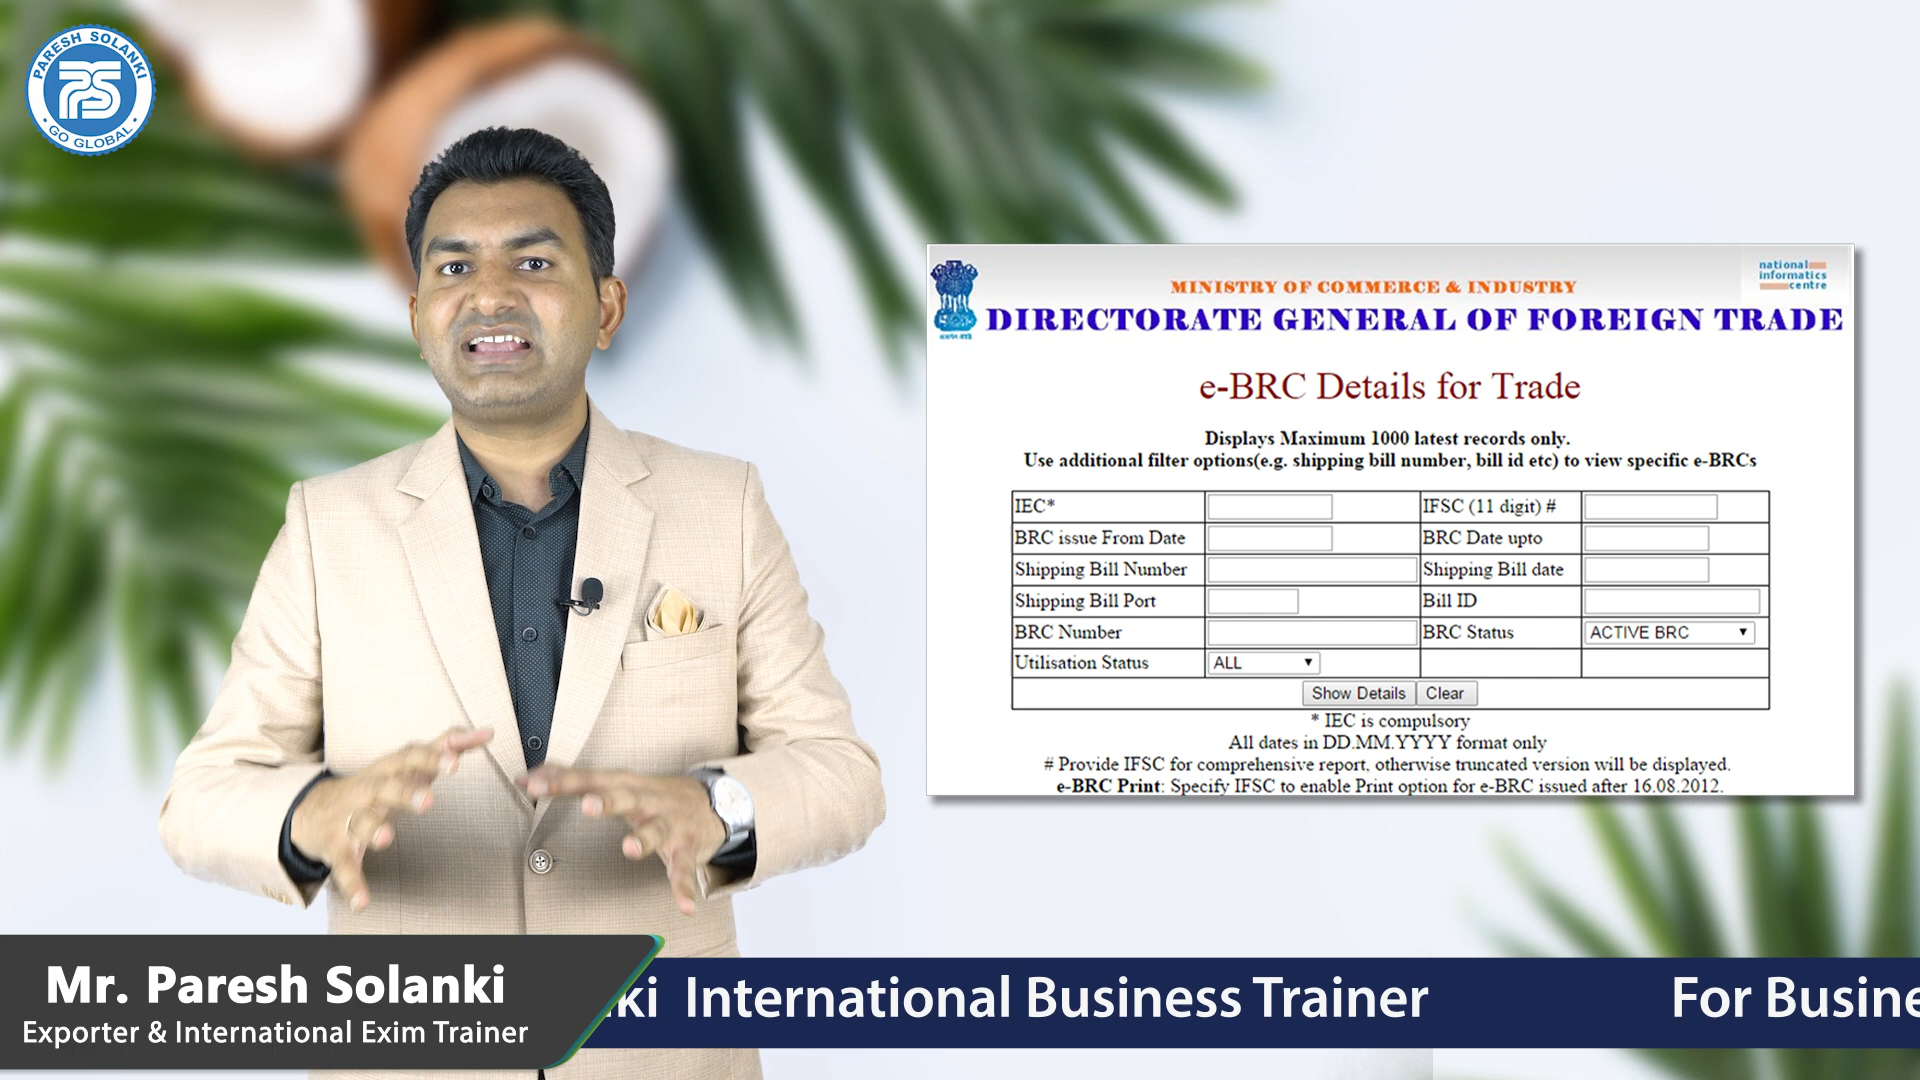 PARESH SOLANKI
PS
GO GLOBAL
national
informatics
centre
MINISTRY OF COMMERCE & INDUSTRY
DIRECTORATE GENERAL OF FOREIGN TRADE
e-BRC Details for Trade
Displays Maximum 1000 latest records only.
Use additional filter options(e.g. shipping bill number, bill id etc) to view specific e-BRCs
IEC* IFSC (11 digit) #
BRC issue From Date BRC Date upto
Shipping Bill Number Shipping Bill date
Shipping Bill Port Bill ID
BRC Number BRC Status ACTIVE BRC
Utilisation Status ALL
Show Details Clear
* IEC is compulsory
All dates in DD.MM.YYYY format only
# Provide IFSC for comprehensive report, otherwise truncated version will be displayed.
e-BRC Print: Specify IFSC to enable Print option for e-BRC issued after 16.08.2012.
Mr. Paresh Solanki
Exporter & International Exim Trainer
ki International Business Trainer For Busine